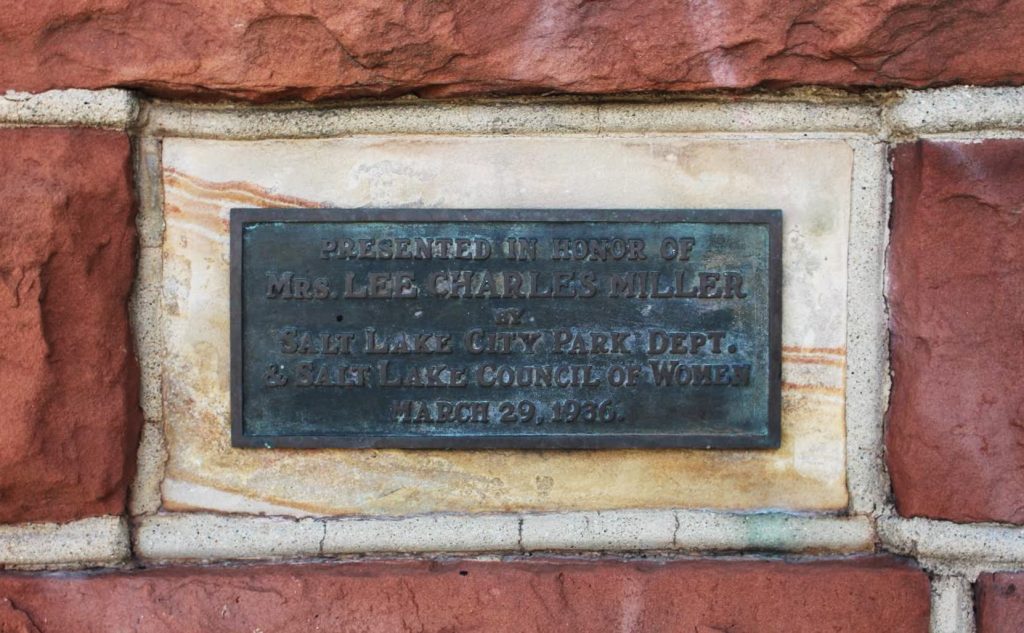 PRESENTED IN HONOR OF
MRS. LEE CHARLES MILLER
BY
SALT LAKE CITY PARK DEPT.
& SALT LAKE COUNCIL OF WOMEN
MARCH 29, 1936.